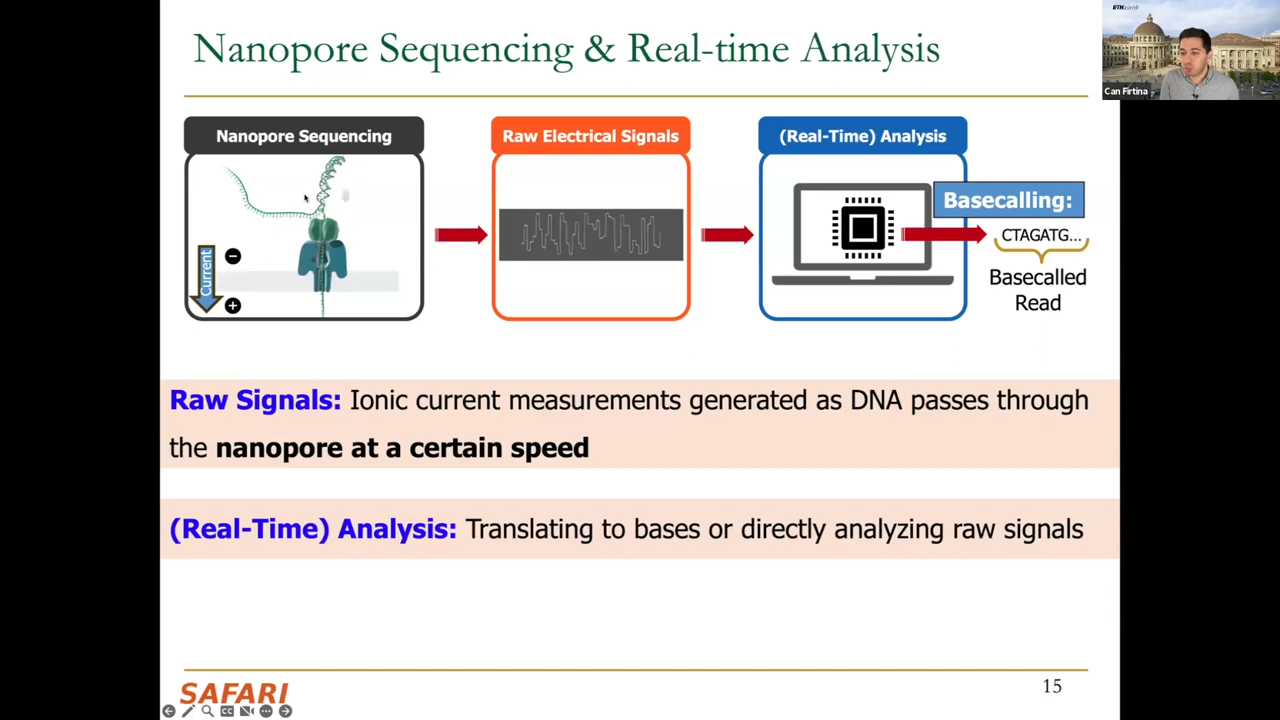 Nanopore Sequencing & Real-time Analysis
ETH zürich
Can Firtina
Nanopore Sequencing
Raw Electrical Signals
(Real-Time) Analysis
Current
Basecalling:
CTAGATG...
Basecalled
Read
Raw Signals: Ionic current measurements generated as DNA passes through
the nanopore at a certain speed
(Real-Time) Analysis: Translating to bases or directly analyzing raw signals
SAFARI
15